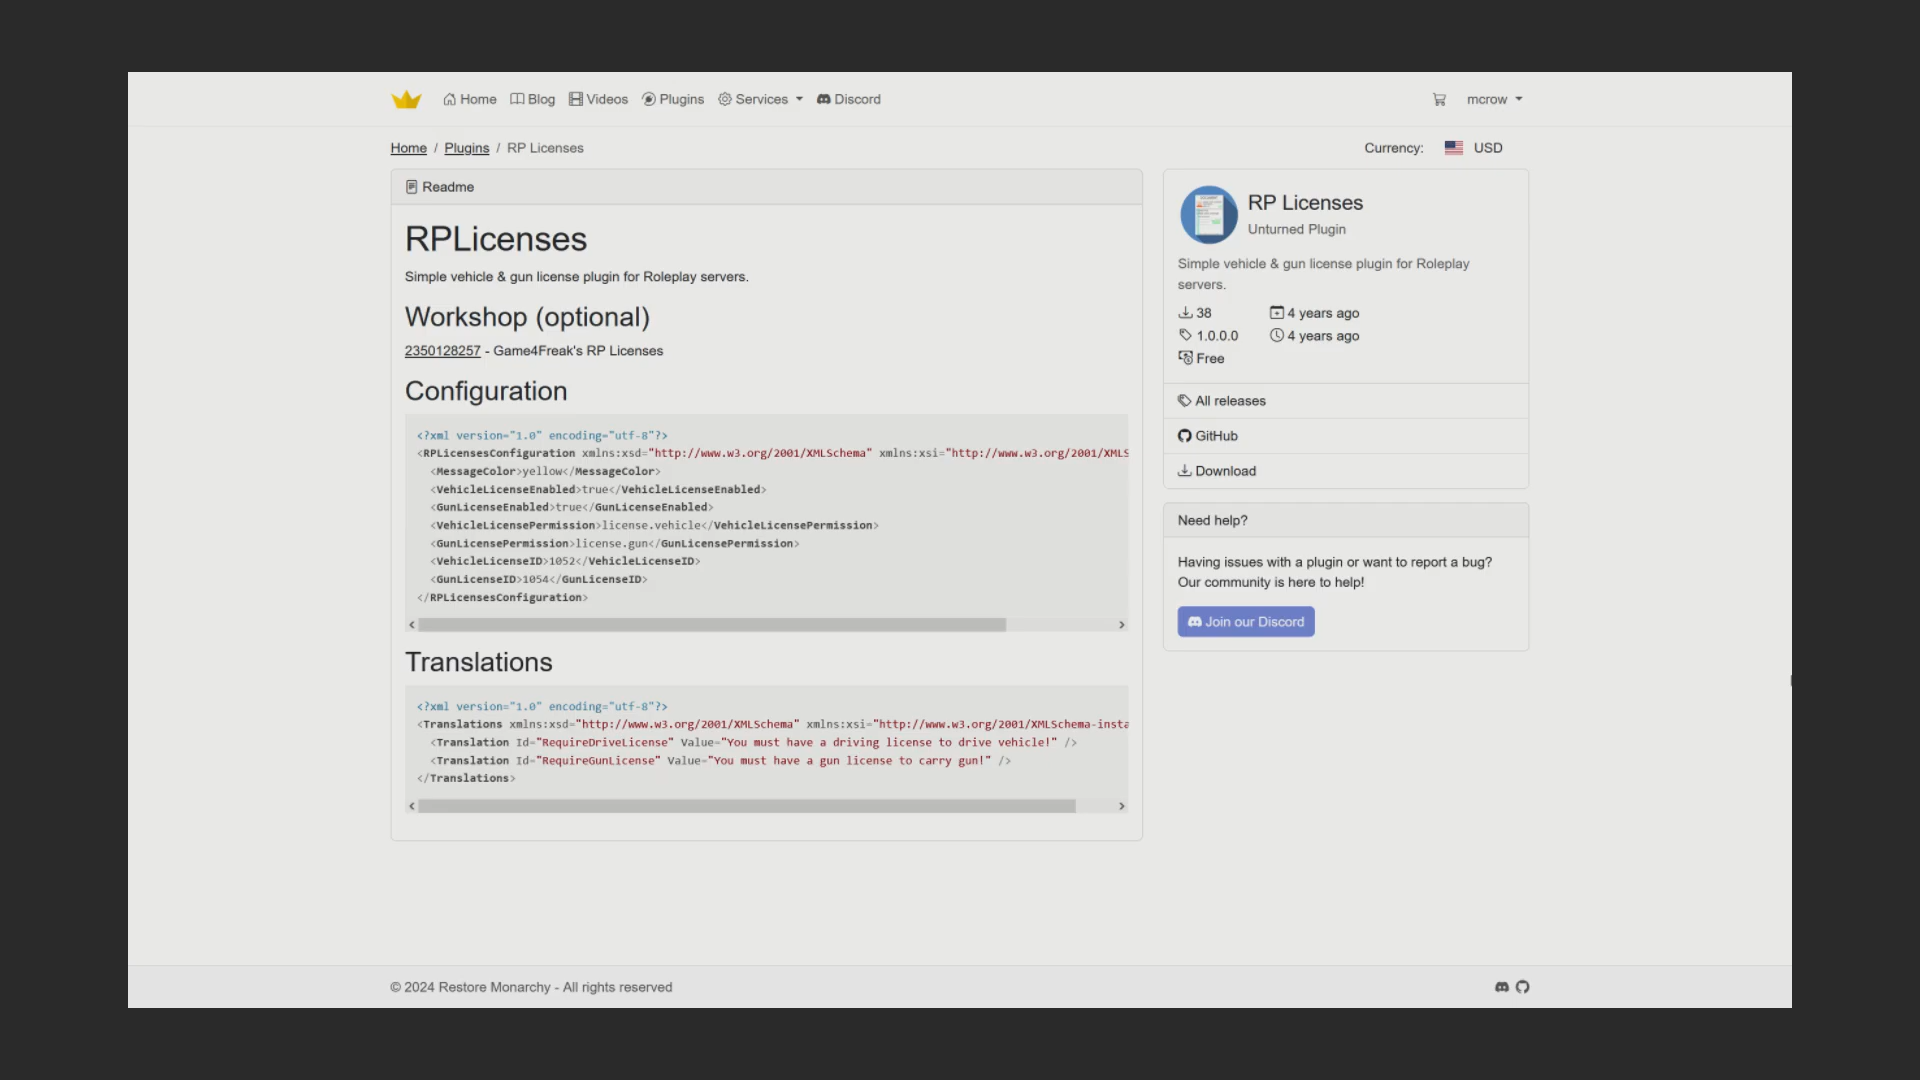 Home Blog Videos Plugins Services Discord mcrow
Home / Plugins / RP Licenses Currency: USD
Readme
RPLicenses
Simple vehicle & gun license plugin for Roleplay servers.
Workshop (optional)
2350128257 - Game4Freak's RP Licenses
Configuration
<?xml version="1.0" encoding="utf-8"?>
<RPLicensesConfiguration xmlns:xsd="http://www.w3.org/2001/XMLSchema" xmlns:xsi="http://www.w3.org/2001/XMLS
<MessageColor>yellow</MessageColor>
<VehicleLicenseEnabled>true</VehicleLicenseEnabled>
<GunLicenseEnabled>true</GunLicenseEnabled>
<VehicleLicensePermission>license.vehicle</VehicleLicensePermission>
<GunLicensePermission>license.gun</GunLicensePermission>
<VehicleLicenseID>1052</VehicleLicenseID>
<GunLicenseID>1054</GunLicenseID>
</RPLicensesConfiguration>
Translations
<?xml version="1.0" encoding="utf-8"?>
<Translations xmlns:xsd="http://www.w3.org/2001/XMLSchema" xmlns:xsi="http://www.w3.org/2001/XMLSchema-insta
<Translation Id="RequireDriveLicense" Value="You must have a driving license to drive vehicle!" />
<Translation Id="RequireGunLicense" Value="You must have a gun license to carry gun!" />
</Translations>
RP Licenses
Unturned Plugin
Simple vehicle & gun license plugin for Roleplay
servers.
38 4 years ago
1.0.0.0 4 years ago
Free
All releases
GitHub
Download
Need help?
Having issues with a plugin or want to report a bug?
Our community is here to help!
Join our Discord
© 2024 Restore Monarchy - All rights reserved